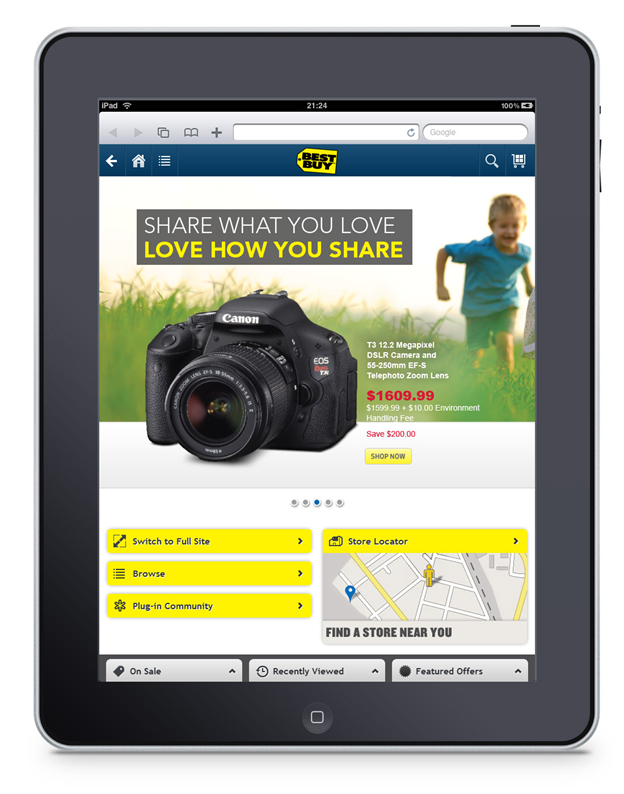 iPad
21:24
100%
Google
BEST
BUY
SHARE WHAT YOU LOVE
LOVE HOW YOU SHARE
Canon
EOS
T3i
T3 12.2 Megapixel
DSLR Camera and
55-250mm EF-S
Telephoto Zoom Lens
$1609.99
$1599.99 + $10.00 Environment
Handling Fee
Save $200.00
SHOP NOW
Switch to Full Site
Store Locator
Browse
Plug-in Community
FIND A STORE NEAR YOU
On Sale
Recently Viewed
Featured Offers